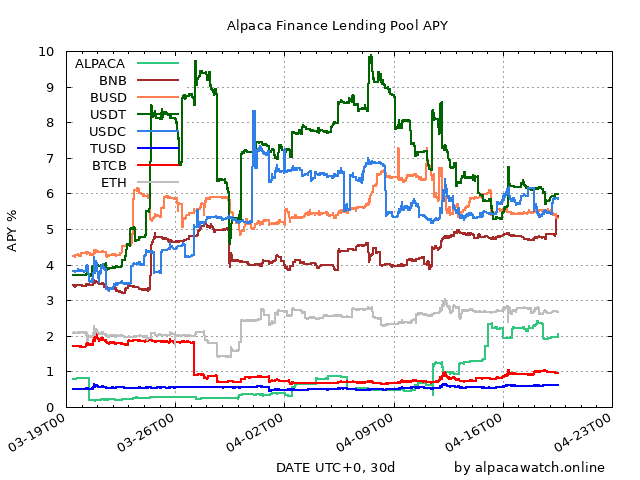 Alpaca Finance Lending Pool APY
10
9
8
7
6
5
4
3
2
1
0
APY %
ALPACA
BNB
BUSD
USDT
USDC
TUSD
BTCB
ETH
03-19T00
03-26T00
04-02T00
04-09T00
04-16T00
04-23T00
DATE UTC+0, 30d
by alpacawatch.online